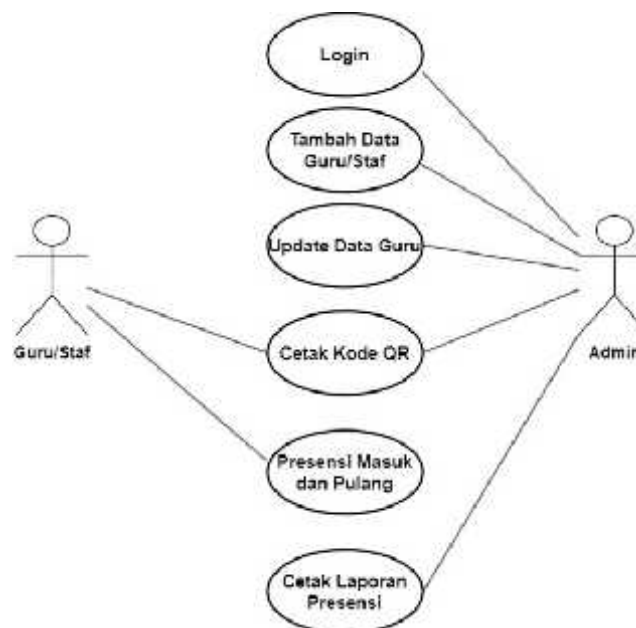 Login
Tambah Data
Guru/Staf
Update Data Guru
Guru/Staf
Cetak Kode QR
Admin
Presensi Masuk
dan Pulang
Cetak Laporan
Presensi